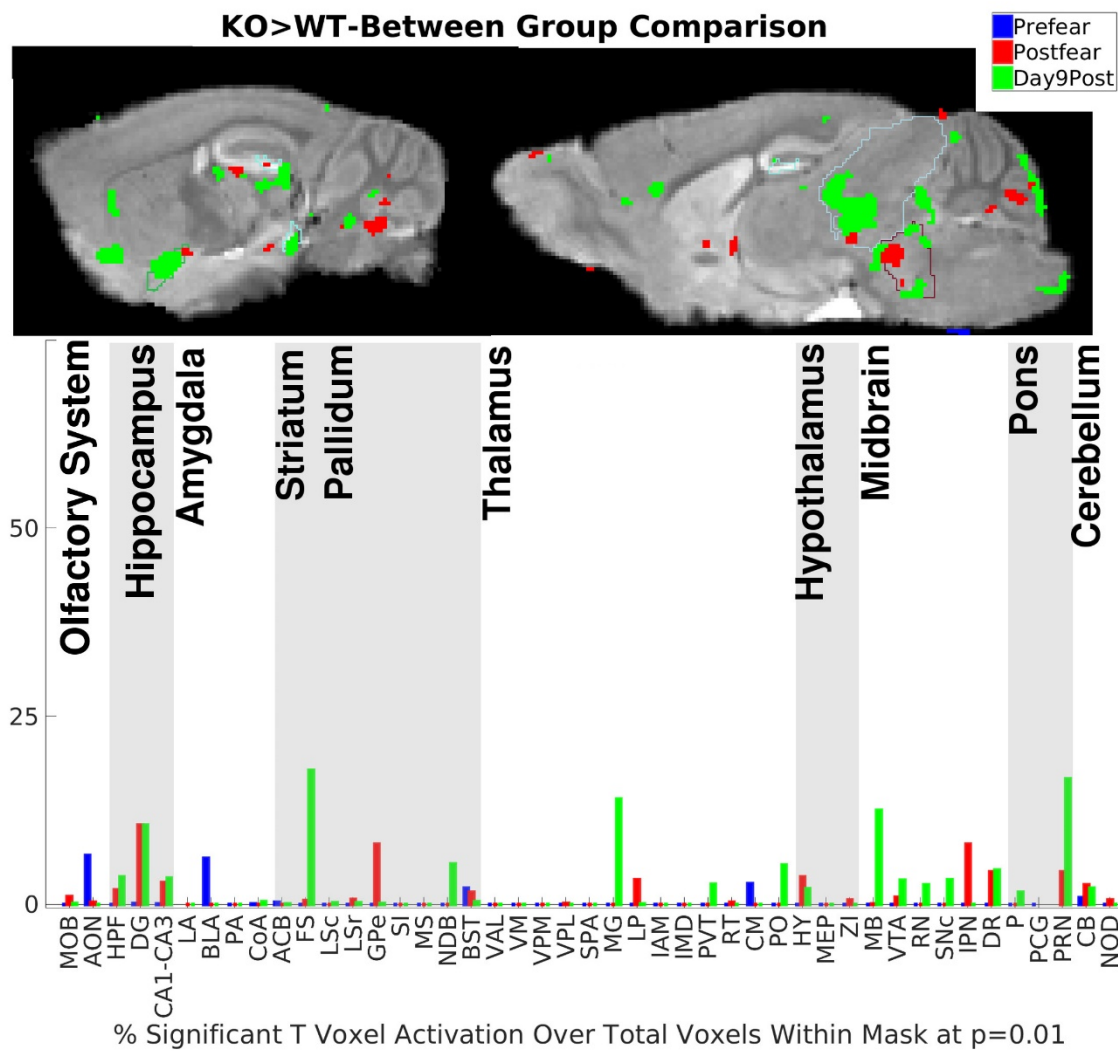 KO>WT-Between Group Comparison
Prefear
Postfear
Day9Post
Olfactory System
Hippocampus
Amygdala
Striatum
Pallidum
Thalamus
Hypothalamus
Midbrain
Pons
Cerebellum
50
25
0
MOB
AON
HPF
DG
CA1-CA3
LA
BLA
PA
CoA
ACB
FS
LSc
LSr
GPe
SI
MS
NDB
BST
VAL
VM
VPM
VPL
SPA
MG
LP
IAM
IMD
PVT
RT
CM
PO
HY
MEP
ZI
MB
VTA
RN
SNc
IPN
DR
P
PCG
PRN
CB
NOD
% Significant T Voxel Activation Over Total Voxels Within Mask at p=0.01